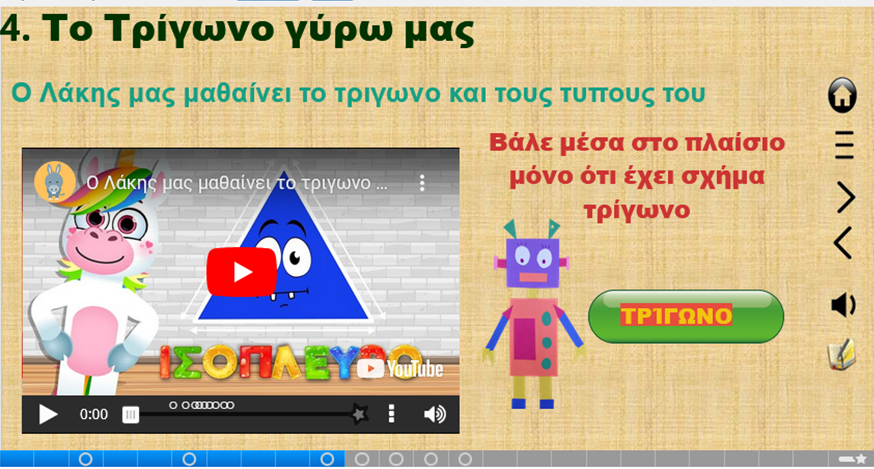 4. Το Τρίγωνο γύρω μας
Ο Λάκης μας μαθαίνει το τριγωνο και τους τυπους του
Ο Λάκης μας μαθαίνει το τριγωνο ...
ΙΣΟΠΛΕΥΡΟ
YouTube
0:00
Βάλε μέσα στο πλαίσιο
μόνο ότι έχει σχήμα
τρίγωνο
ΤΡΊΓΩΝΟ